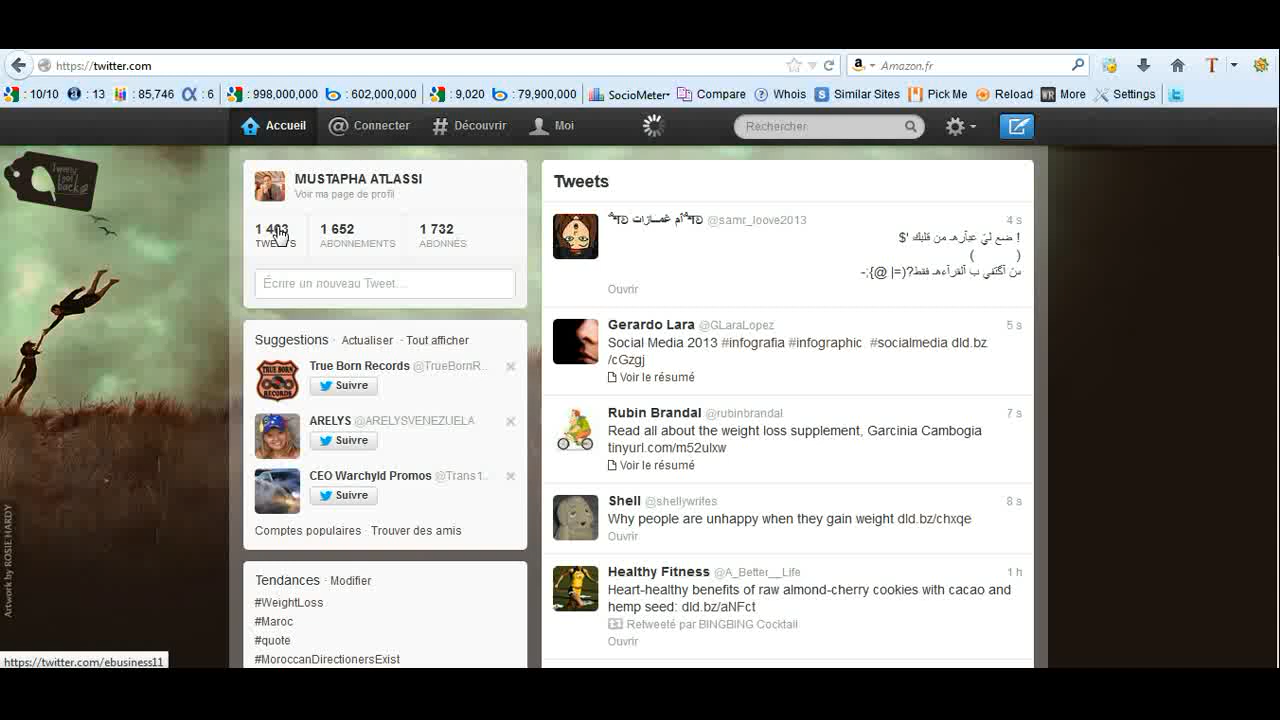 https://twitter.com
Amazon.fr
: 10/10 : 13 : 85,746 : 6 : 998,000,000 : 602,000,000 : 9,020 : 79,900,000 SocioMeter Compare Whois Similar Sites Pick Me Reload More Settings
Accueil Connecter Découvrir Moi Rechercher
MUSTAPHA ATLASSI
Voir ma page de profil
1 652 1 732
TWEETS ABONNEMENTS ABONNÉS
Écrire un nouveau Tweet...
Suggestions · Actualiser · Tout afficher
True Born Records @TrueBornR...
Suivre
ARELYS @ARELYSVENEZUELA
Suivre
CEO Warchyld Promos @Trans1...
Suivre
Comptes populaires · Trouver des amis
Tendances · Modifier
#WeightLoss
#Maroc
#quote
#MoroccanDirectionersExist
Tweets
@samr_loove2013 4 s
Ouvrir
Gerardo Lara @GLaraLopez 5 s
Social Media 2013 #infografia #infographic #socialmedia dld.bz
/cGzgj
Voir le résumé
Rubin Brandal @rubinbrandal 7 s
Read all about the weight loss supplement, Garcinia Cambogia
tinyurl.com/m52ulxw
Voir le résumé
Shell @shellywrifes 8 s
Why people are unhappy when they gain weight dld.bz/chxqe
Ouvrir
Healthy Fitness @A_Better__Life 1 h
Heart-healthy benefits of raw almond-cherry cookies with cacao and
hemp seed: dld.bz/aNFct
Retweeté par BINGBING Cocktail
Ouvrir
Artwork by ROSIE HARDY
https://twitter.com/ebusiness11